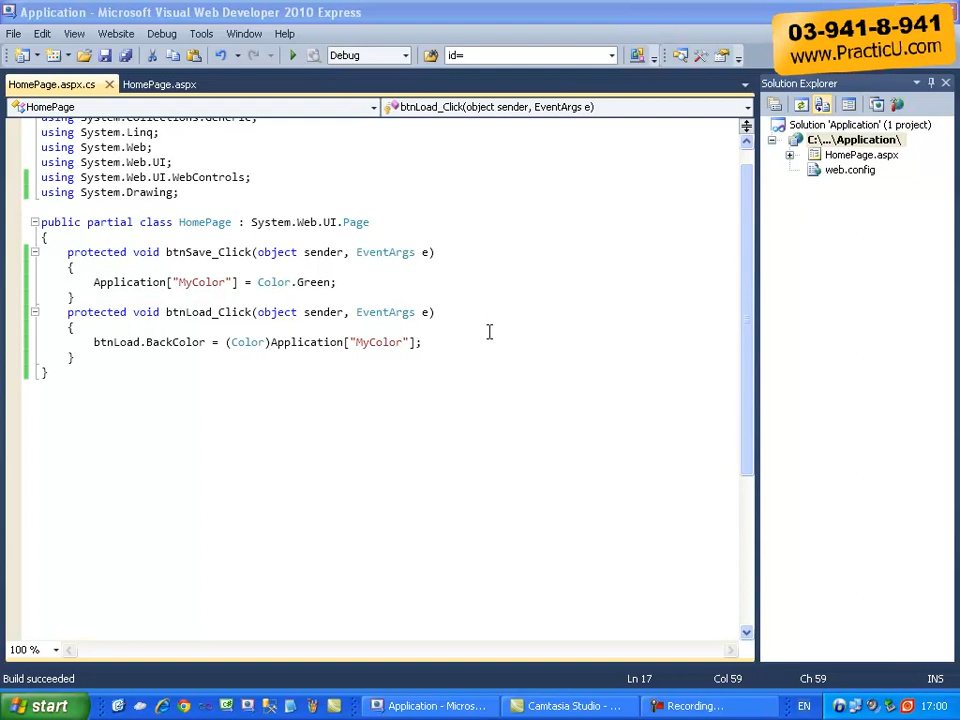 Application - Microsoft Visual Web Developer 2010 Express
03-941-8-941
www.PracticU.com
File Edit View Website Debug Tools Window Help
Debug id=
HomePage.aspx.cs HomePage.aspx
Solution Explorer
HomePage btnLoad_Click(object sender, EventArgs e)
Solution 'Application' (1 project)
C:\...\Application\
HomePage.aspx
web.config
using System.Collections.Generic;
using System.Linq;
using System.Web;
using System.Web.UI;
using System.Web.UI.WebControls;
using System.Drawing;
public partial class HomePage : System.Web.UI.Page
{
protected void btnSave_Click(object sender, EventArgs e)
{
Application["MyColor"] = Color.Green;
}
protected void btnLoad_Click(object sender, EventArgs e)
{
btnLoad.BackColor = (Color)Application["MyColor"];
}
}
100 %
Build succeeded Ln 17 Col 59 Ch 59 INS
start Application - Micros... Camtasia Studio - ... Recording... EN 17:00